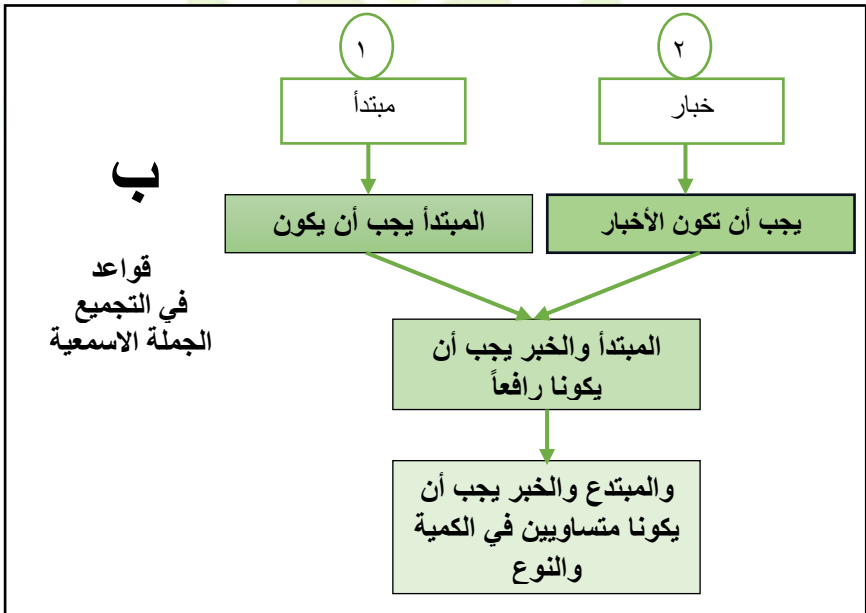 ١
٢
مبتدأ
خبار
ب
المبتدأ يجب أن يكون
يجب أن تكون الأخبار
قواعد
في التجميع
الجملة الاسمعية
المبتدأ والخبر يجب أن
يكونا رافعاً
والمبتدع والخبر يجب أن
يكونا متساويين في الكمية
والنوع